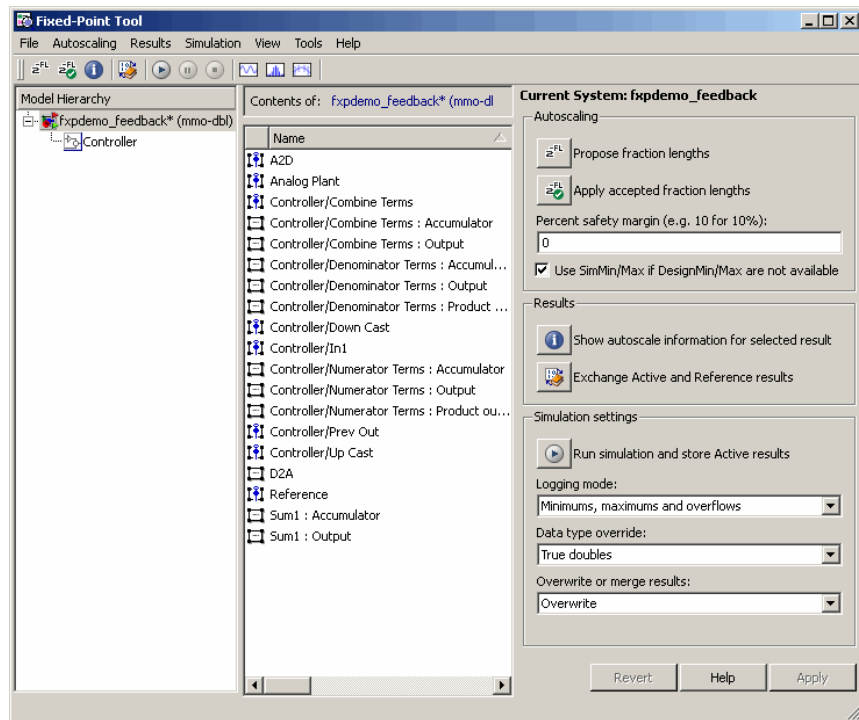 Fixed-Point Tool
File Autoscaling Results Simulation View Tools Help
Model Hierarchy
fxpdemo_feedback* (mmo-dbl)
Controller
Contents of: fxpdemo_feedback* (mmo-dl
Name
A2D
Analog Plant
Controller/Combine Terms
Controller/Combine Terms : Accumulator
Controller/Combine Terms : Output
Controller/Denominator Terms : Accumul...
Controller/Denominator Terms : Output
Controller/Denominator Terms : Product ...
Controller/Down Cast
Controller/In1
Controller/Numerator Terms : Accumulator
Controller/Numerator Terms : Output
Controller/Numerator Terms : Product ou...
Controller/Prev Out
Controller/Up Cast
D2A
Reference
Sum1 : Accumulator
Sum1 : Output
Current System: fxpdemo_feedback
Autoscaling
Propose fraction lengths
Apply accepted fraction lengths
Percent safety margin (e.g. 10 for 10%):
0
Use SimMin/Max if DesignMin/Max are not available
Results
Show autoscale information for selected result
Exchange Active and Reference results
Simulation settings
Run simulation and store Active results
Logging mode:
Minimums, maximums and overflows
Data type override:
True doubles
Overwrite or merge results:
Overwrite
Revert Help Apply